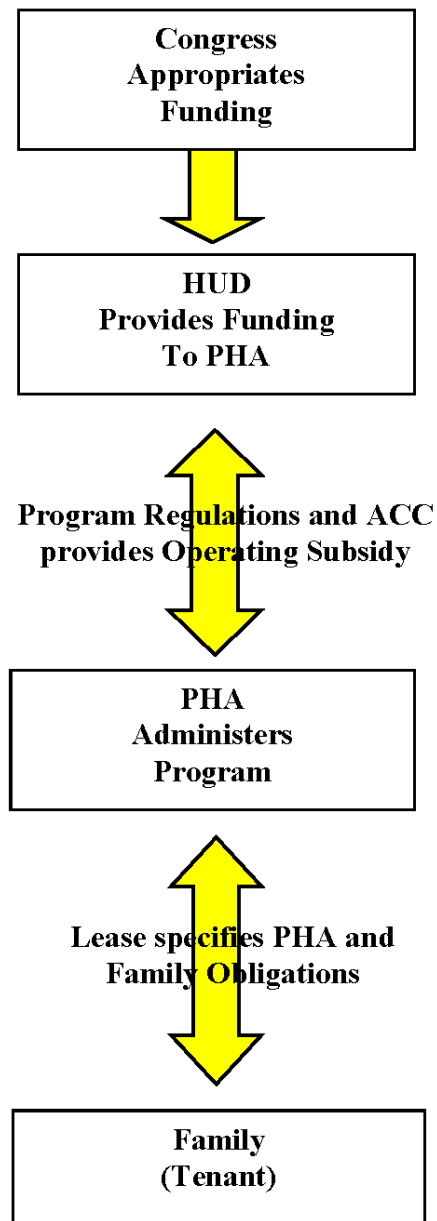 Congress
Appropriates
Funding
HUD
Provides Funding
To PHA
Program Regulations and ACC
provides Operating Subsidy
PHA
Administers
Program
Lease specifies PHA and
Family Obligations
Family
(Tenant)